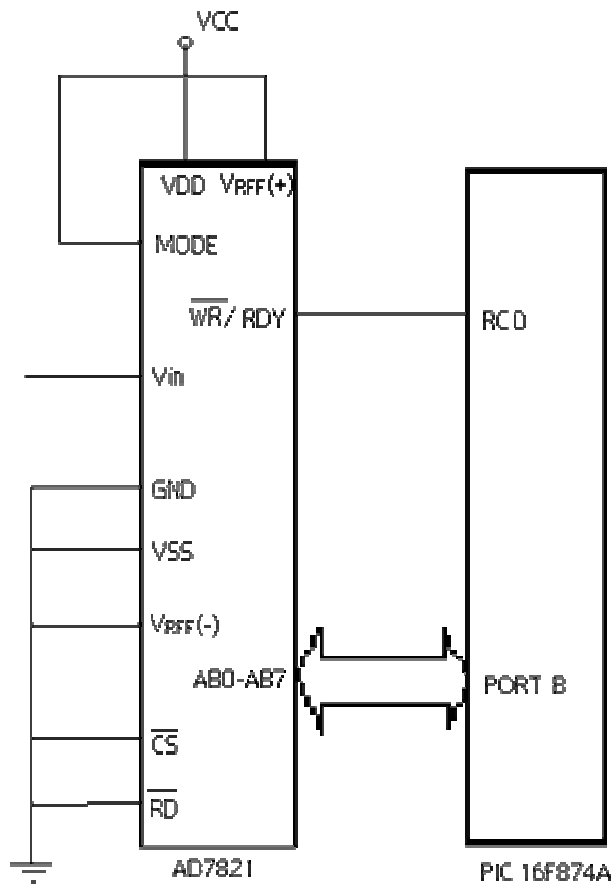 VCC
VDD VREF(+)
MODE
WR/ RDY
RC0
Vin
GND
VSS
VREF(-)
AB0-AB7
PORT B
CS
RD
AD7821
PIC 16F874A